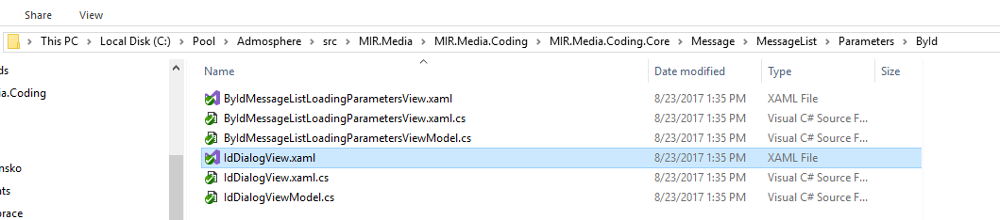 Share View
This PC Local Disk (C:) Pool Admosphere src MIR.Media MIR.Media.Coding MIR.Media.Coding.Core Message MessageList Parameters ById
Name Date modified Type Size
ds
ia.Coding
ByIdMessageListLoadingParametersView.xaml 8/23/2017 1:35 PM XAML File
ByIdMessageListLoadingParametersView.xaml.cs 8/23/2017 1:35 PM Visual C# Source F...
ByIdMessageListLoadingParametersViewModel.cs 8/23/2017 1:35 PM Visual C# Source F...
IdDialogView.xaml 8/23/2017 1:35 PM XAML File
ensko
IdDialogView.xaml.cs 8/23/2017 1:35 PM Visual C# Source F...
nts
IdDialogViewModel.cs 8/23/2017 1:35 PM Visual C# Source F...
prace